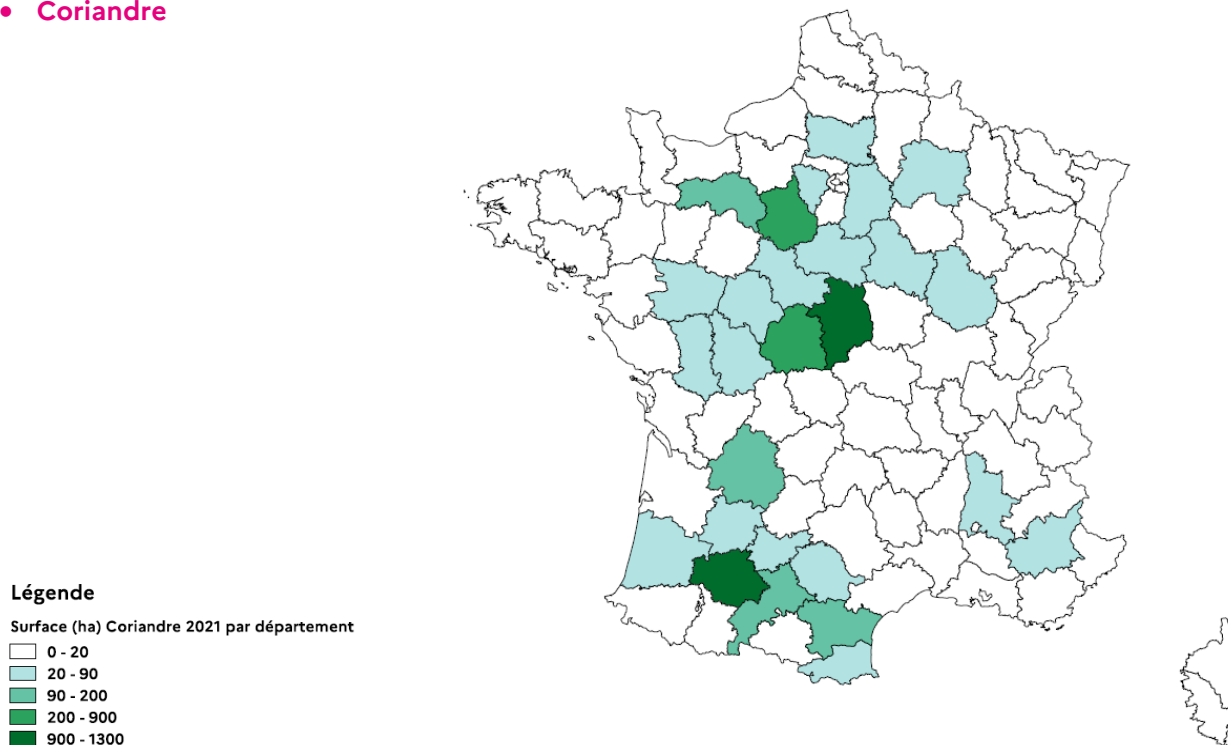 • Coriandre
Légende
Surface (ha) Coriandre 2021 par département
0 - 20
20 - 90
90 - 200
200 - 900
900 - 1300